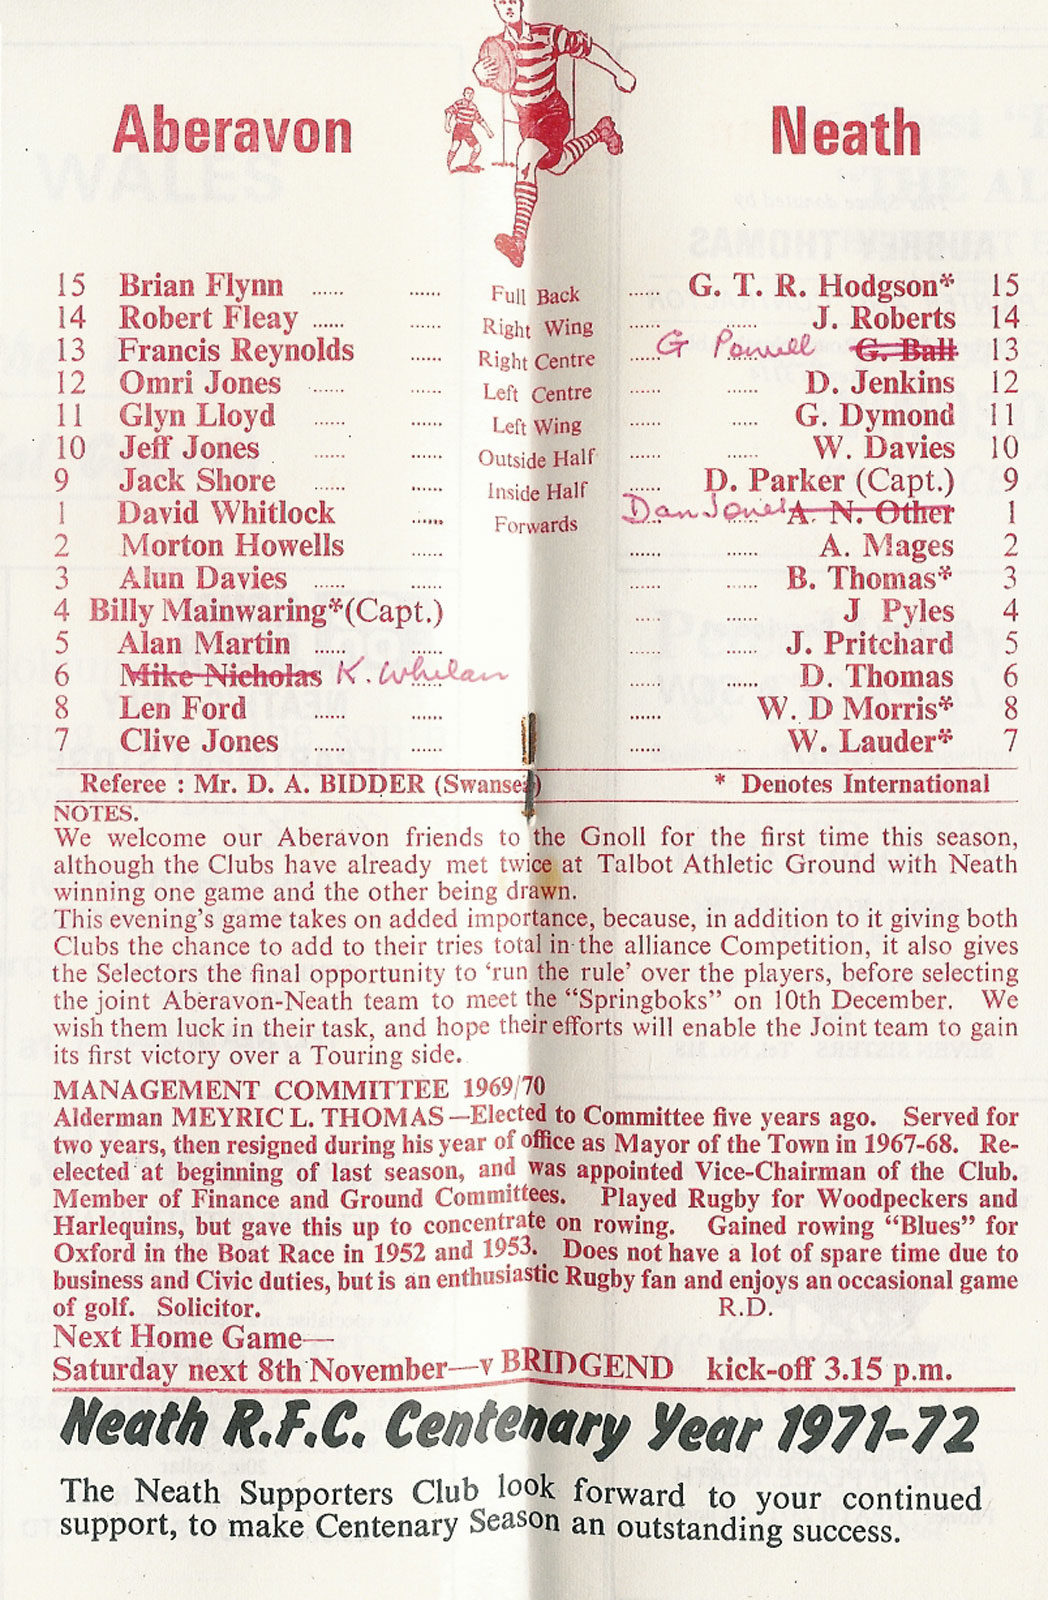 Aberavon Neath
15 Brian Flynn ...... ...... Full Back ...... G. T. R. Hodgson* 15
14 Robert Fleay ...... ...... Right Wing ...... ...... J. Roberts 14
13 Francis Reynolds ...... Right Centre ...... G Powell G. Ball 13
12 Omri Jones ...... ...... Left Centre ...... ...... D. Jenkins 12
11 Glyn Lloyd ...... ...... Left Wing ...... ...... G. Dymond 11
10 Jeff Jones ...... ...... Outside Half ...... ...... W. Davies 10
9 Jack Shore ...... ...... Inside Half ...... D. Parker (Capt.) 9
1 David Whitlock ...... Forwards Dan Jones A. N. Other 1
2 Morton Howells ...... ...... ...... A. Mages 2
3 Alun Davies ...... ...... ...... ...... B. Thomas* 3
4 Billy Mainwaring*(Capt.) ...... ...... J Pyles 4
5 Alan Martin ...... ...... ...... ...... J. Pritchard 5
6 Mike Nicholas K. Whelan ...... ...... D. Thomas 6
8 Len Ford ...... ...... ...... W. D Morris* 8
7 Clive Jones ...... ...... ...... W. Lauder* 7
Referee : Mr. D. A. BIDDER (Swansea) * Denotes International
NOTES.
We welcome our Aberavon friends to the Gnoll for the first time this season,
although the Clubs have already met twice at Talbot Athletic Ground with Neath
winning one game and the other being drawn.
This evening's game takes on added importance, because, in addition to it giving both
Clubs the chance to add to their tries total in the alliance Competition, it also gives
the Selectors the final opportunity to 'run the rule' over the players, before selecting
the joint Aberavon-Neath team to meet the "Springboks" on 10th December. We
wish them luck in their task, and hope their efforts will enable the Joint team to gain
its first victory over a Touring side.
MANAGEMENT COMMITTEE 1969/70
Alderman MEYRIC L. THOMAS—Elected to Committee five years ago. Served for
two years, then resigned during his year of office as Mayor of the Town in 1967-68. Re-
elected at beginning of last season, and was appointed Vice-Chairman of the Club.
Member of Finance and Ground Committees. Played Rugby for Woodpeckers and
Harlequins, but gave this up to concentrate on rowing. Gained rowing "Blues" for
Oxford in the Boat Race in 1952 and 1953. Does not have a lot of spare time due to
business and Civic duties, but is an enthusiastic Rugby fan and enjoys an occasional game
of golf. Solicitor. R.D.
Next Home Game—
Saturday next 8th November—v BRIDGEND kick-off 3.15 p.m.
Neath R.F.C. Centenary Year 1971-72
The Neath Supporters Club look forward to your continued
support, to make Centenary Season an outstanding success.